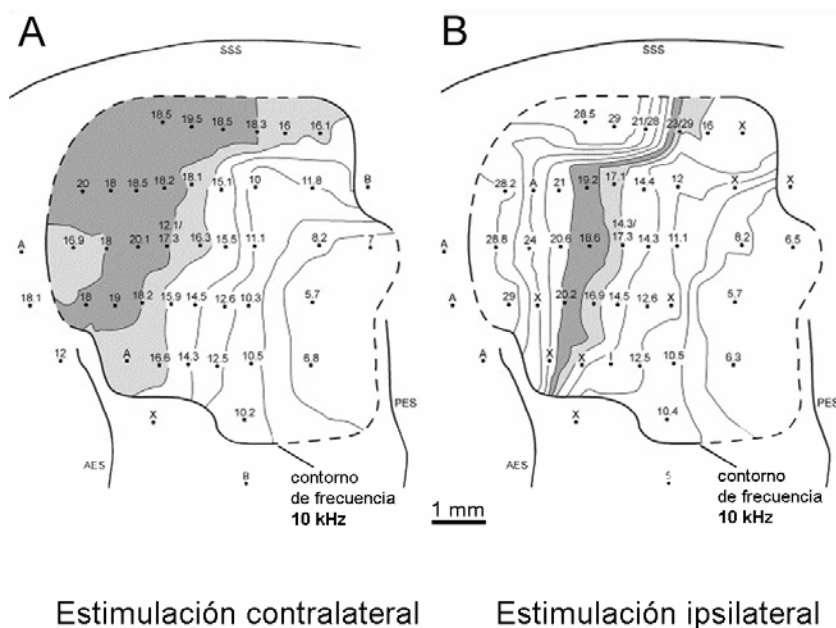 A
SSS
18.5 19.5 18.5 18.3 16 16.1
20 18 18.5 18.2 18.1 15.1 10 11.8 B
12.1/
A 16.9 18 20.1 17.3 16.3 15.5 11.1 8.2 7
18.1 18 19 18.2 15.9 14.5 12.6 10.3 5.7
12 A 16.6 14.3 12.5 10.5 6.8
X 10.2
AES PES
B
contorno
de frecuencia
10 kHz
B
SSS
28.5 29 21/28 23/29 16 X
28.2 A 21 19.2 17.1 14.4 12 X X
14.3/
A 28.8 24 20.6 18.6 17.3 14.3 11.1 8.2 6.5
A 29 X 20.2 16.9 14.5 12.6 X 5.7
A X X I 12.5 10.5 6.3
X 10.4
AES PES
5
contorno
de frecuencia
10 kHz
1 mm
Estimulación contralateral
Estimulación ipsilateral